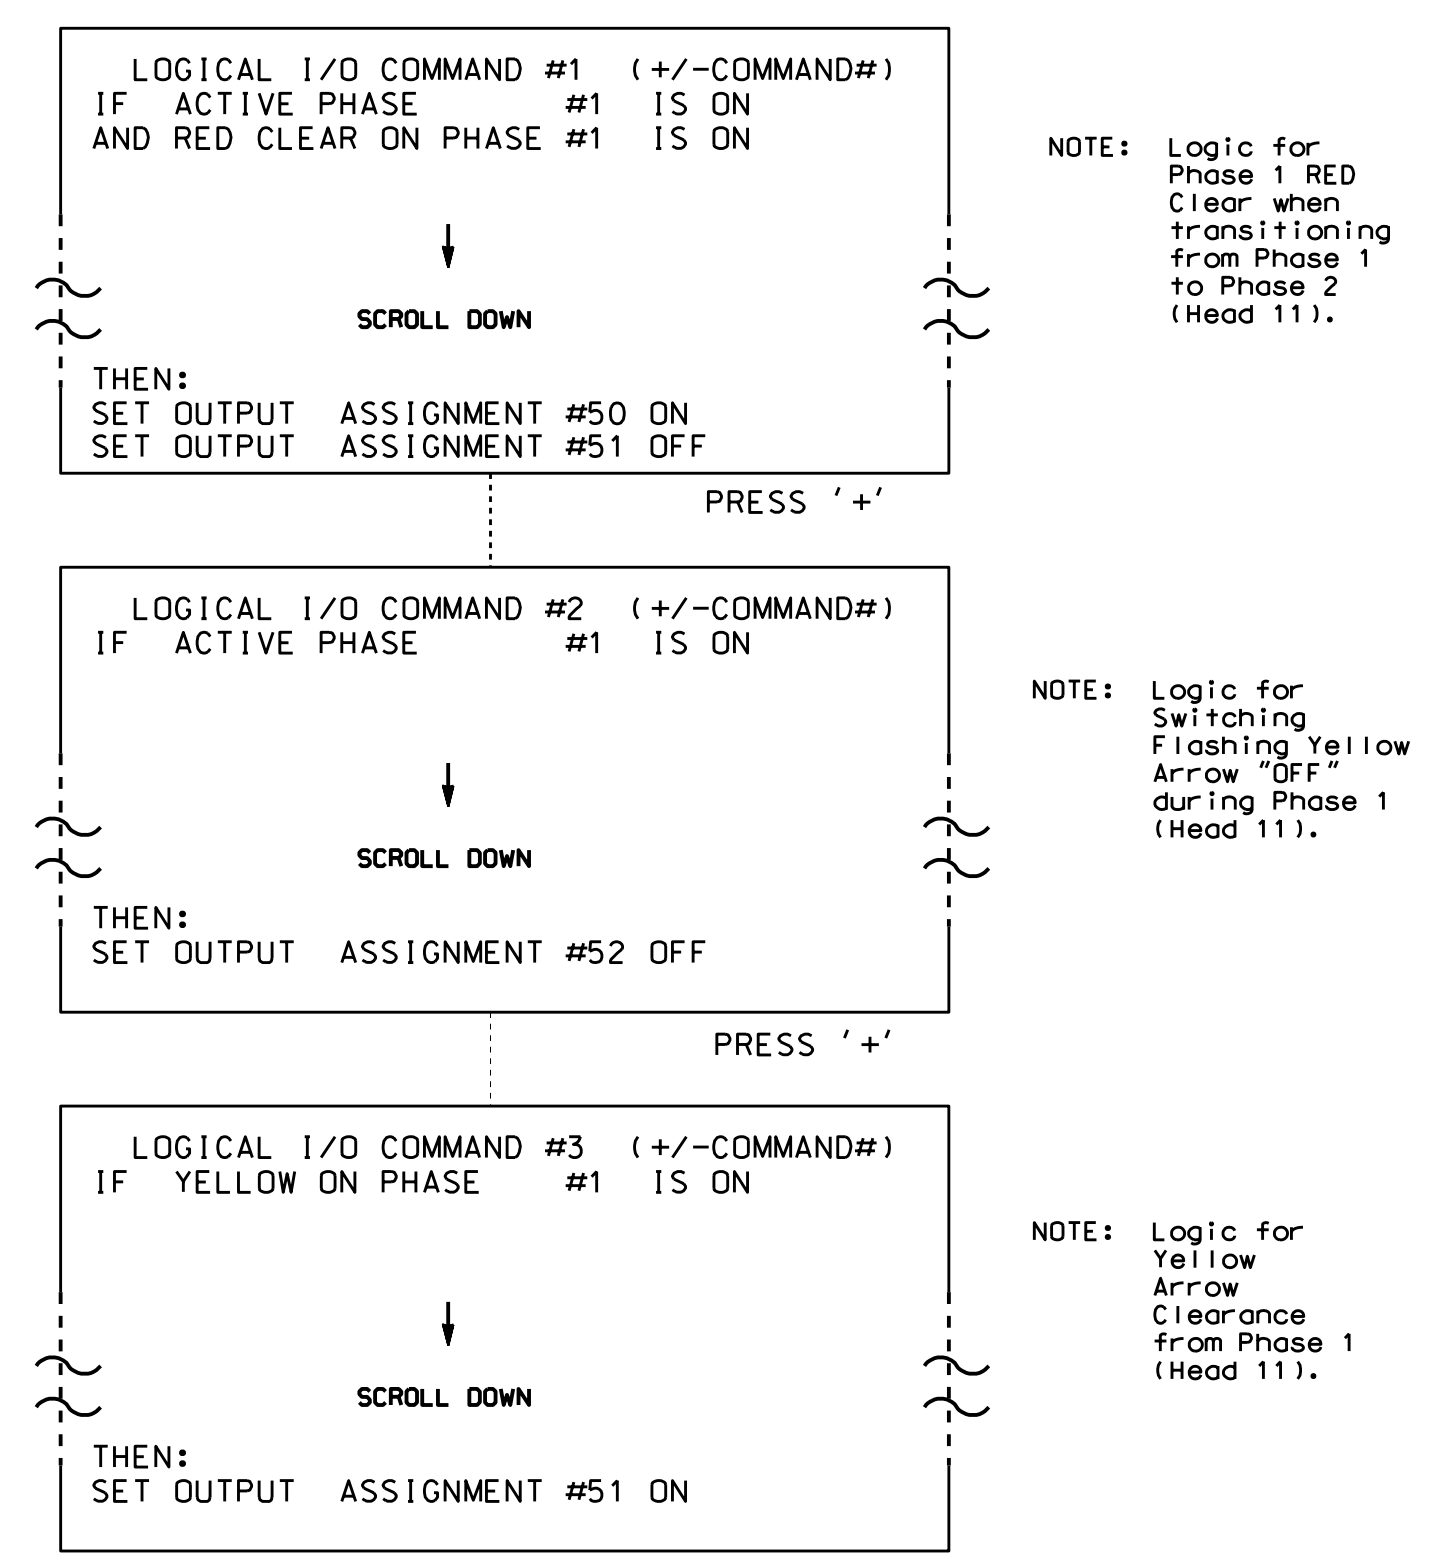 LOGICAL I/O COMMAND #1 (+/-COMMAND#)
IF ACTIVE PHASE #1 IS ON
AND RED CLEAR ON PHASE #1 IS ON
SCROLL DOWN
THEN:
SET OUTPUT ASSIGNMENT #50 ON
SET OUTPUT ASSIGNMENT #51 OFF
NOTE: Logic for
Phase 1 RED
Clear when
transitioning
from Phase 1
to Phase 2
(Head 11).
PRESS '+'
LOGICAL I/O COMMAND #2 (+/-COMMAND#)
IF ACTIVE PHASE #1 IS ON
SCROLL DOWN
THEN:
SET OUTPUT ASSIGNMENT #52 OFF
NOTE: Logic for
Switching
Flashing Yellow
Arrow "OFF"
during Phase 1
(Head 11).
PRESS '+'
LOGICAL I/O COMMAND #3 (+/-COMMAND#)
IF YELLOW ON PHASE #1 IS ON
SCROLL DOWN
THEN:
SET OUTPUT ASSIGNMENT #51 ON
NOTE: Logic for
Yellow
Arrow
Clearance
from Phase 1
(Head 11).